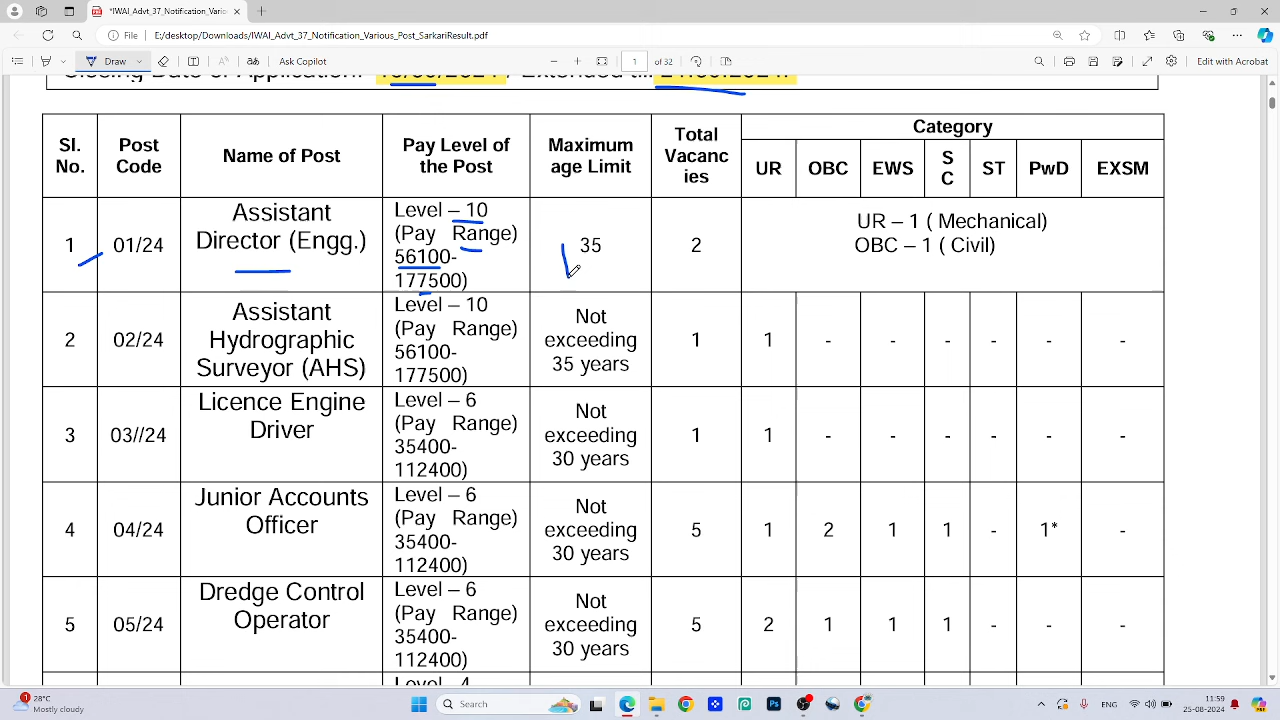 *IWAI_Advt_37_Notification_Vario
File E:/desktop/Downloads/IWAI_Advt_37_Notification_Various_Post_SarkariResult.pdf
Draw Ask Copilot 1 of 32 Edit with Acrobat
Sl. No. Post Code Name of Post Pay Level of the Post Maximum age Limit Total Vacanc ies Category
UR OBC EWS S C ST PwD EXSM
1 01/24 Assistant Director (Engg.) Level – 10 (Pay Range) 56100-177500) 35 2 UR – 1 ( Mechanical) OBC – 1 ( Civil)
2 02/24 Assistant Hydrographic Surveyor (AHS) Level – 10 (Pay Range) 56100-177500) Not exceeding 35 years 1 1 - - - - - -
3 03//24 Licence Engine Driver Level – 6 (Pay Range) 35400-112400) Not exceeding 30 years 1 1 - - - - - -
4 04/24 Junior Accounts Officer Level – 6 (Pay Range) 35400-112400) Not exceeding 30 years 5 1 2 1 1 - 1* -
5 05/24 Dredge Control Operator Level – 6 (Pay Range) 35400-112400) Not exceeding 30 years 5 2 1 1 1 - - -
28°C
Mostly cloudy
Search
ENG
11:59
25-08-2024